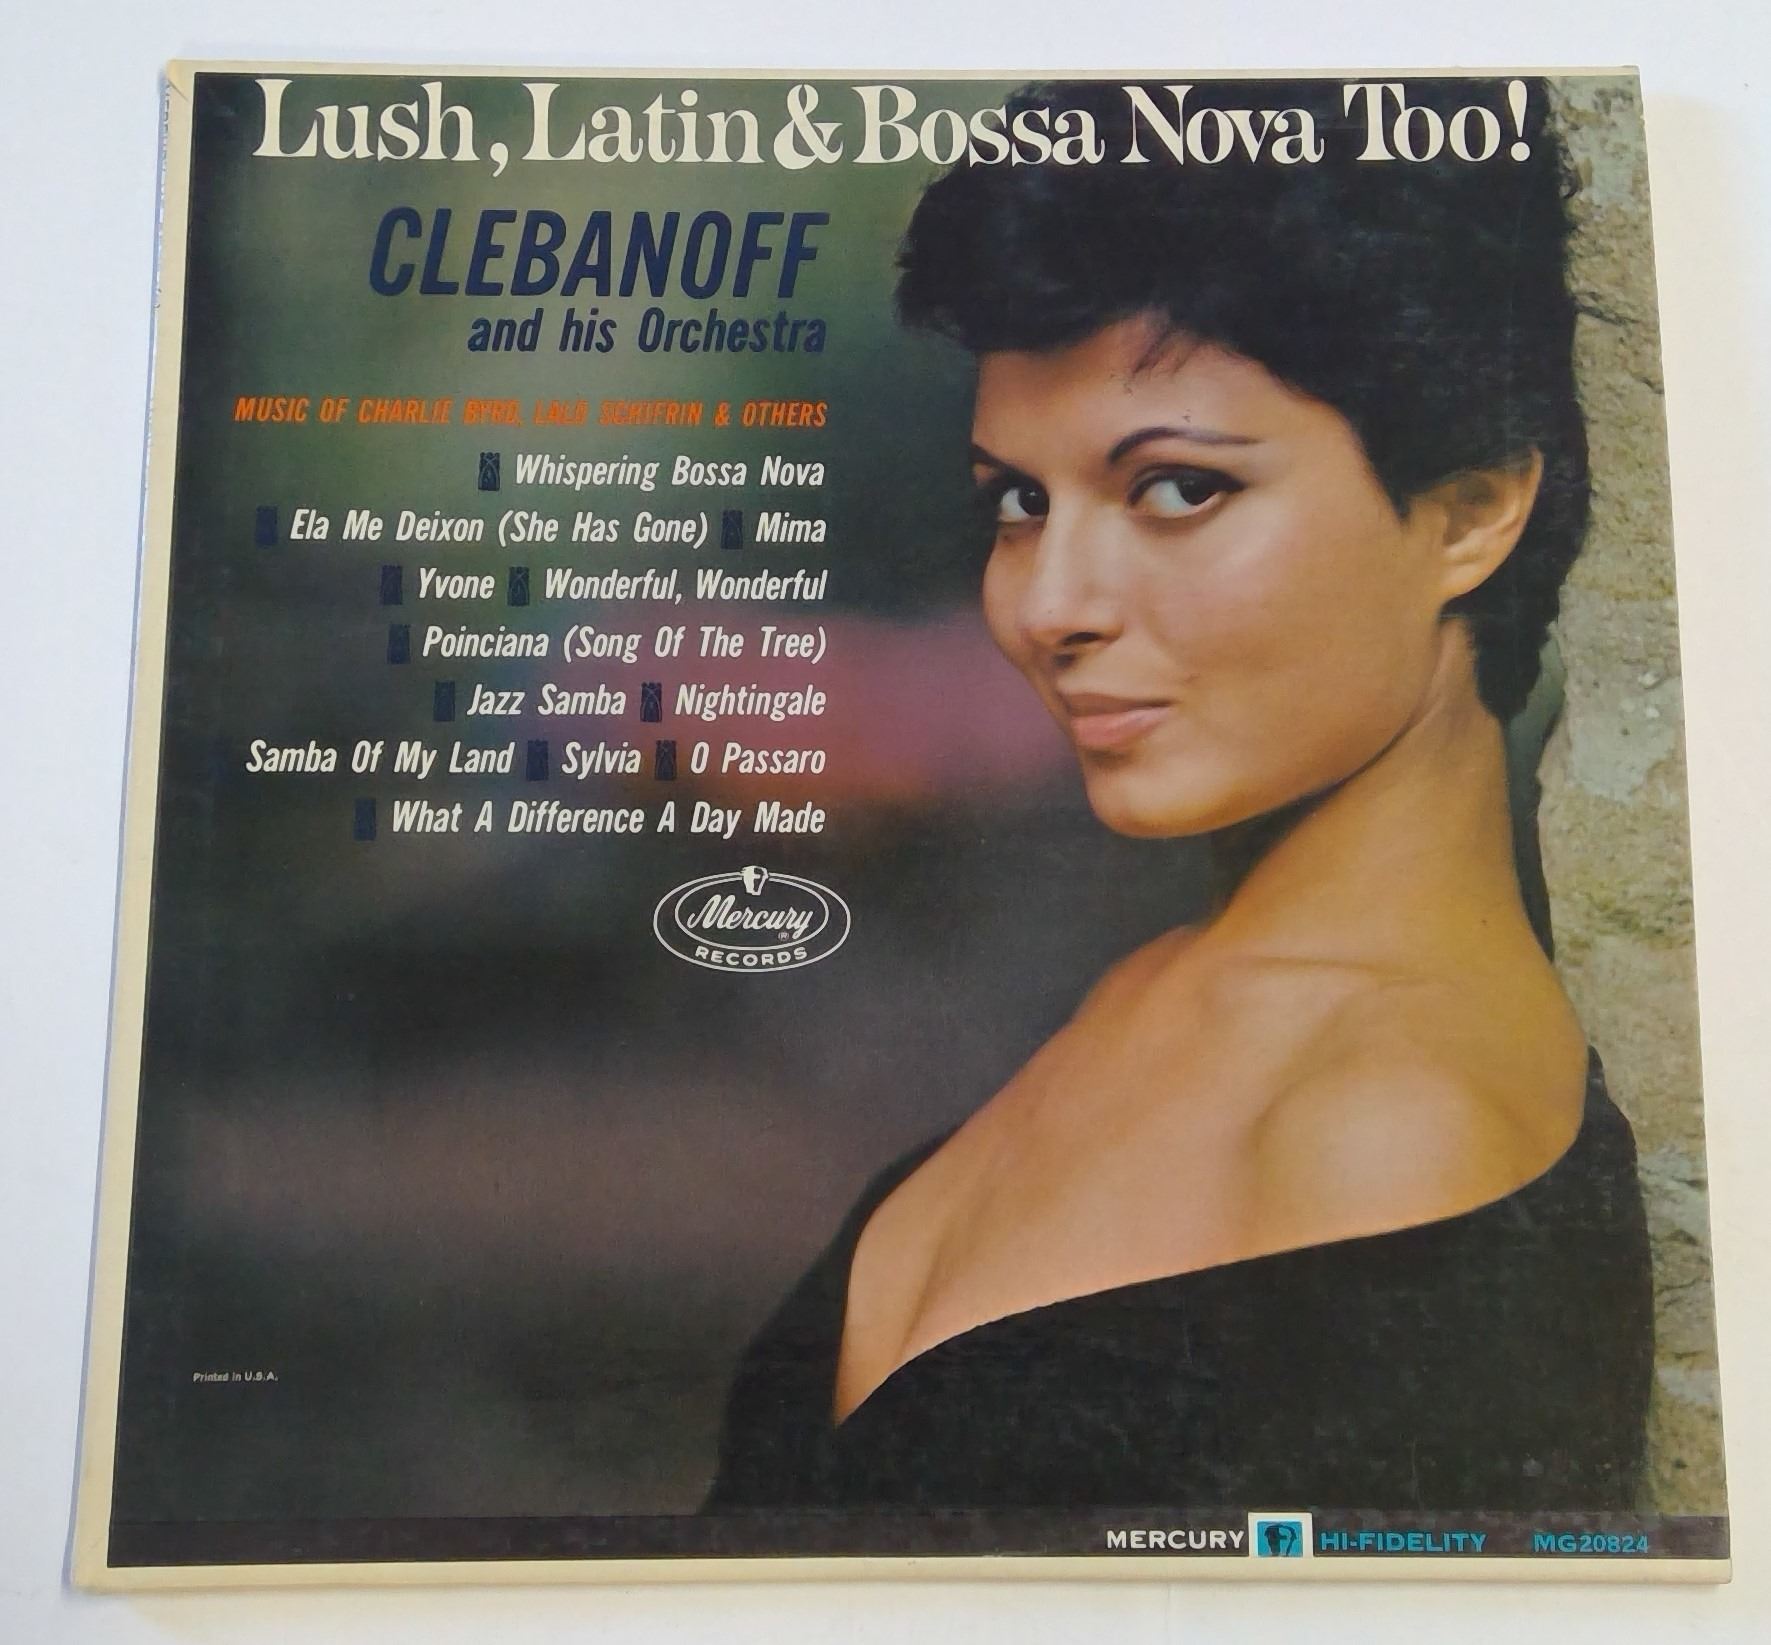 Lush, Latin & Bossa Nova Too!
CLEBANOFF
and his Orchestra
MUSIC OF CHARLIE BYRD, LALO SCHIFRIN & OTHERS
Whispering Bossa Nova
Ela Me Deixon (She Has Gone) Mima
Yvone Wonderful, Wonderful
Poinciana (Song Of The Tree)
Jazz Samba Nightingale
Samba Of My Land Sylvia O Passaro
What A Difference A Day Made
Mercury ®
RECORDS
Printed in U.S.A.
MERCURY HI-FIDELITY MG20824